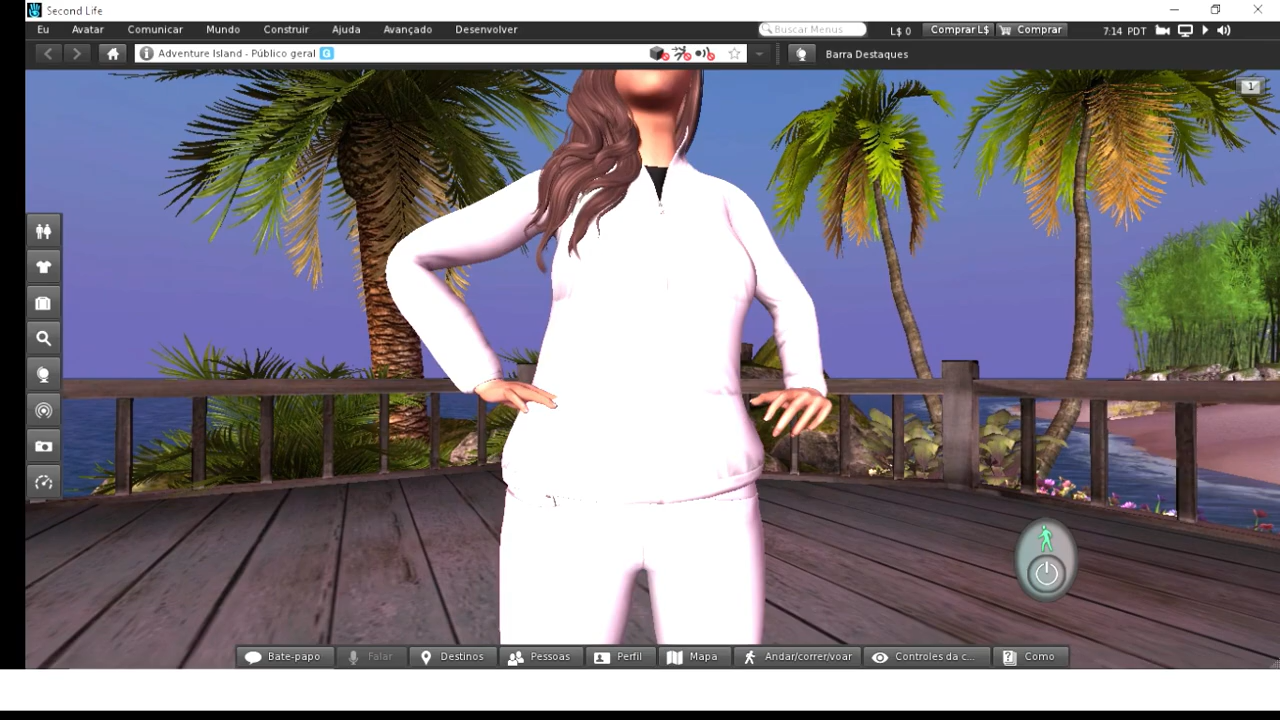 Second Life
Eu Avatar Comunicar Mundo Construir Ajuda Avançado Desenvolver Buscar Menus L$ 0 Comprar L$ Comprar 7:14 PDT
Adventure Island - Público geral G Barra Destaques
1
Bate-papo Falar Destinos Pessoas Perfil Mapa Andar/correr/voar Controles da c... Como